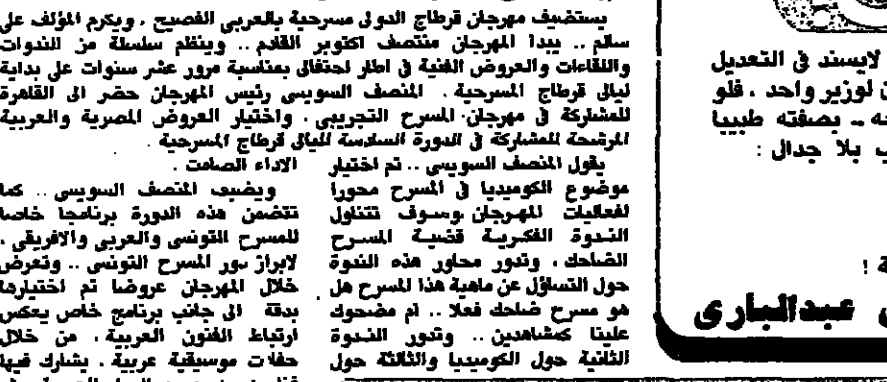 يستضيف مهرجان قرطاج الدولى مسرحية بالعربى الفصيح ، ويكرم المؤلف على
سالم .. يبدا المهرجان منتصف اكتوبر القادم .. وينظم سلسلة من الندوات
واللقاءات والعروض الفنية فى اطار احتفالى بمناسبة مرور عشر سنوات على بداية
ليالى قرطاج المسرحية . المنصف السويسى رئيس المهرجان حضر الى القاهرة
للمشاركة فى مهرجان المسرح التجريبى ، واختيار العروض المصرية والعربية
المرشحة للمشاركة فى الدورة السادسة لليالى قرطاج المسرحية .
يقول المنصف السويسى .. تم اختيار
موضوع الكوميديا فى المسرح محورا
لفعاليات المهرجان وسوف تتناول
الندوة الفكرية قضية المسرح
الضاحك ، وتدور محاور هذه الندوة
حول التساؤل عن ماهية هذا المسرح هل
هو مسرح ضاحك فعلا .. ام مضحوك
علينا كمشاهدين .. وتدور الندوة
الثانية حول الكوميديا والثالثة حول
الاداء الصامت .
ويضيف المنصف السويسى .. كما
تتضمن هذه الدورة برنامجا خاصا
للمسرح التونسى والعربى والافريقى ،
لابراز دور المسرح التونسى .. وتعرض
خلال المهرجان عروضا تم اختيارها
بدقة الى جانب برنامج خاص يعكس
ارتباط الفنون العربية ، من خلال
حفلات موسيقية عربية ، يشارك فيها
لايسند فى التعديل
لوزير واحد ، فلو
بصفته طبيبا
بلا جدال :
! ة
عبدالبارى